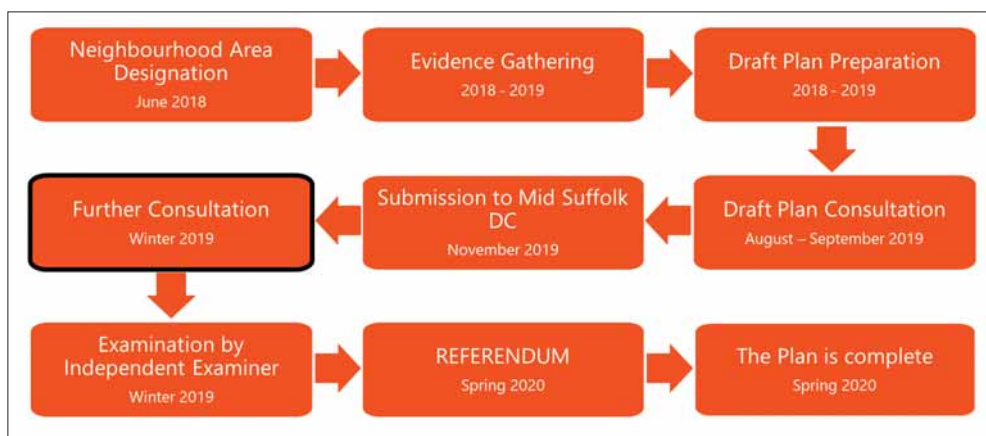 Neighbourhood Area
Designation
June 2018
Evidence Gathering
2018 - 2019
Draft Plan Preparation
2018 - 2019
Draft Plan Consultation
August – September 2019
Submission to Mid Suffolk
DC
November 2019
Further Consultation
Winter 2019
Examination by
Independent Examiner
Winter 2019
REFERENDUM
Spring 2020
The Plan is complete
Spring 2020